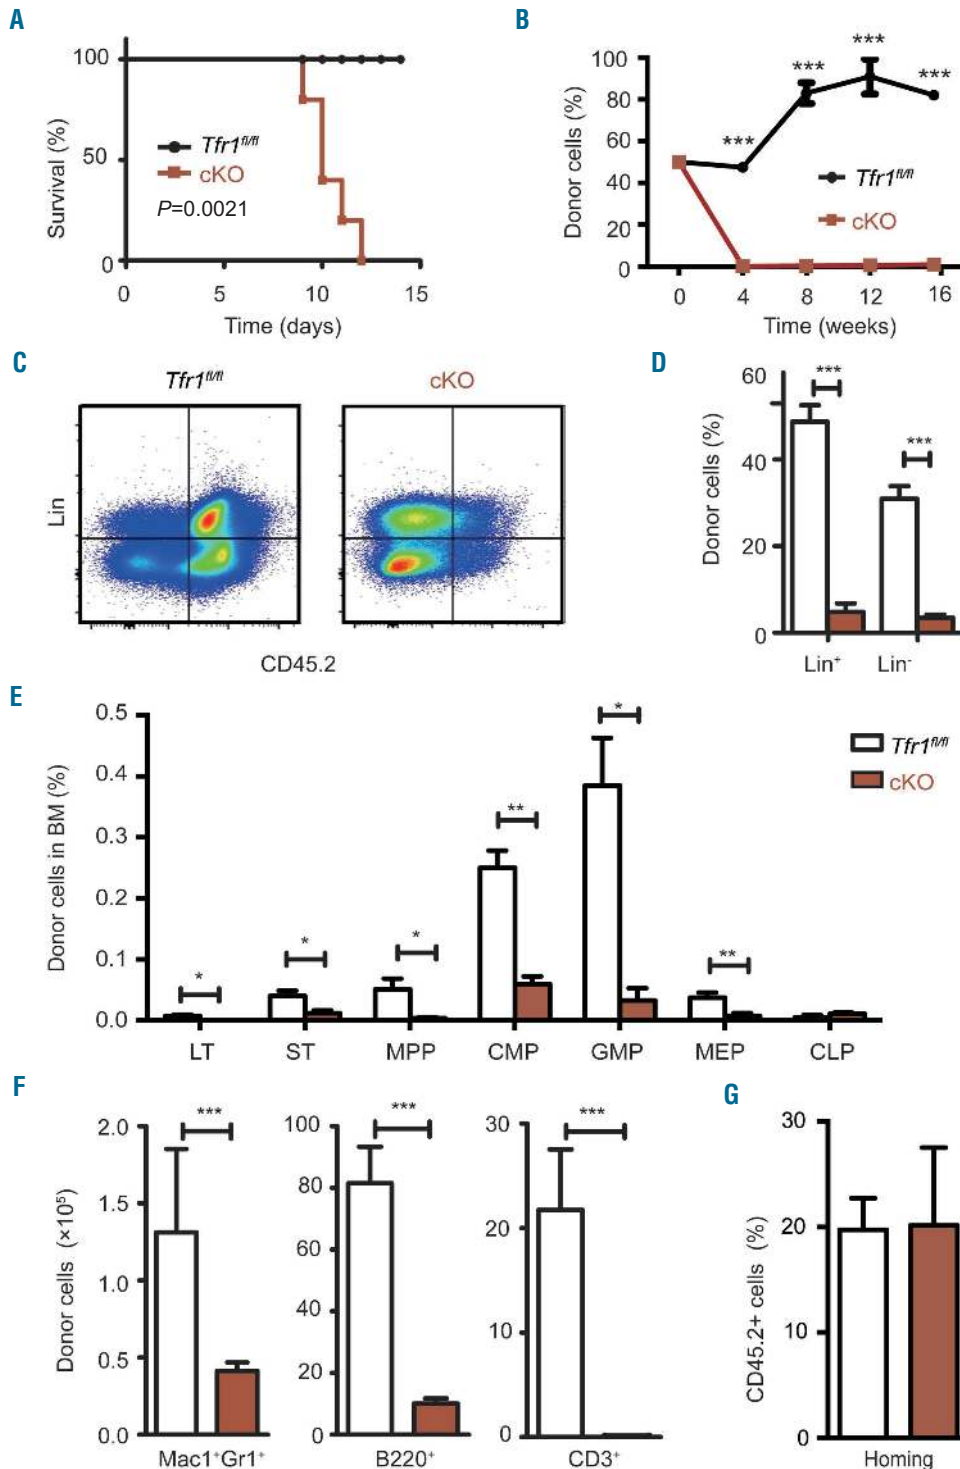 A
100
50
0
Survival (%)
Tfr1fl/fl
cKO
P=0.0021
0 5 10 15
Time (days)
B
100
80
60
40
20
0
Donor cells (%)
***
***
***
***
Tfr1fl/fl
cKO
0 4 8 12 16
Time (weeks)
C
Tfr1fl/fl
cKO
Lin
CD45.2
D
60
40
20
0
Donor cells (%)
***
***
Lin+ Lin-
E
0.5
0.4
0.3
0.2
0.1
0.0
Donor cells in BM (%)
*
*
*
**
*
**
Tfr1fl/fl
cKO
LT ST MPP CMP GMP MEP CLP
F
2.0
1.5
1.0
0.5
0.0
Donor cells (×10⁵)
***
Mac1+Gr1+
100
80
60
40
20
0
***
B220+
30
20
10
0
***
CD3+
G
30
20
10
0
CD45.2+ cells (%)
Homing